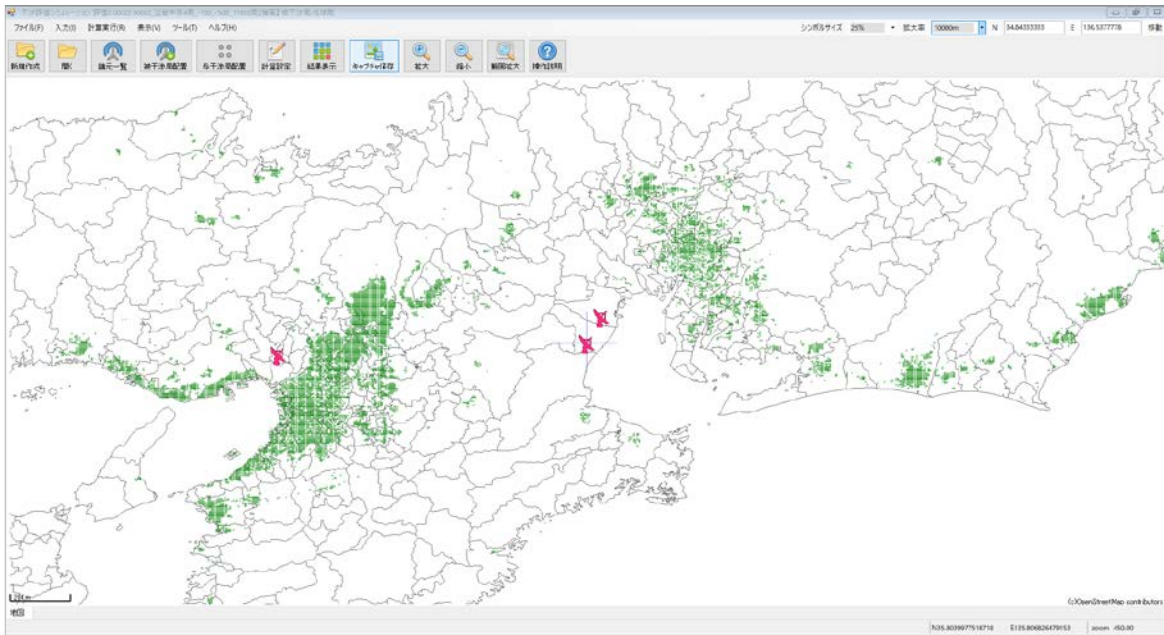 ファイル(F) 入力(I) 計算実行(R) 表示(V) ツール(T) ヘルプ(H)
シンボルサイズ 25% 拡大率 10000m N 34.84333333 E 136.5377778 移動
新規作成 開く 諸元一覧 被干渉局配置 与干渉局配置 計算設定 結果表示 キャプチャ保存 拡大 縮小 範囲拡大 操作説明
(c)OpenStreetMap contributors
地図
N35.8039977518718 E135.806826479153 zoom